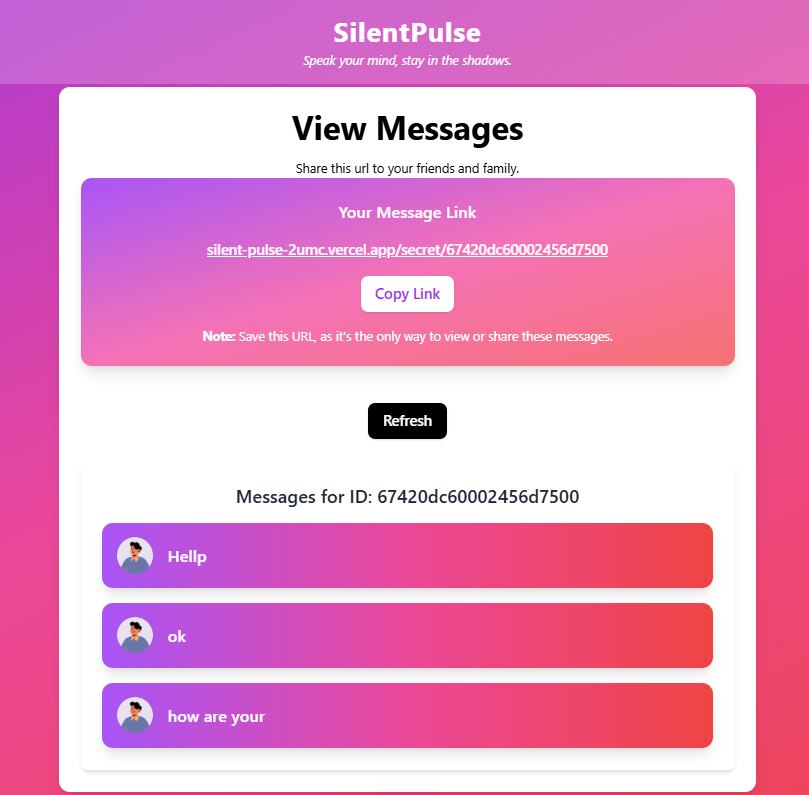 SilentPulse
Speak your mind, stay in the shadows.
View Messages
Share this url to your friends and family.
Your Message Link
silent-pulse-2umc.vercel.app/secret/67420dc60002456d7500
Copy Link
Note: Save this URL, as it's the only way to view or share these messages.
Refresh
Messages for ID: 67420dc60002456d7500
Hellp
ok
how are your